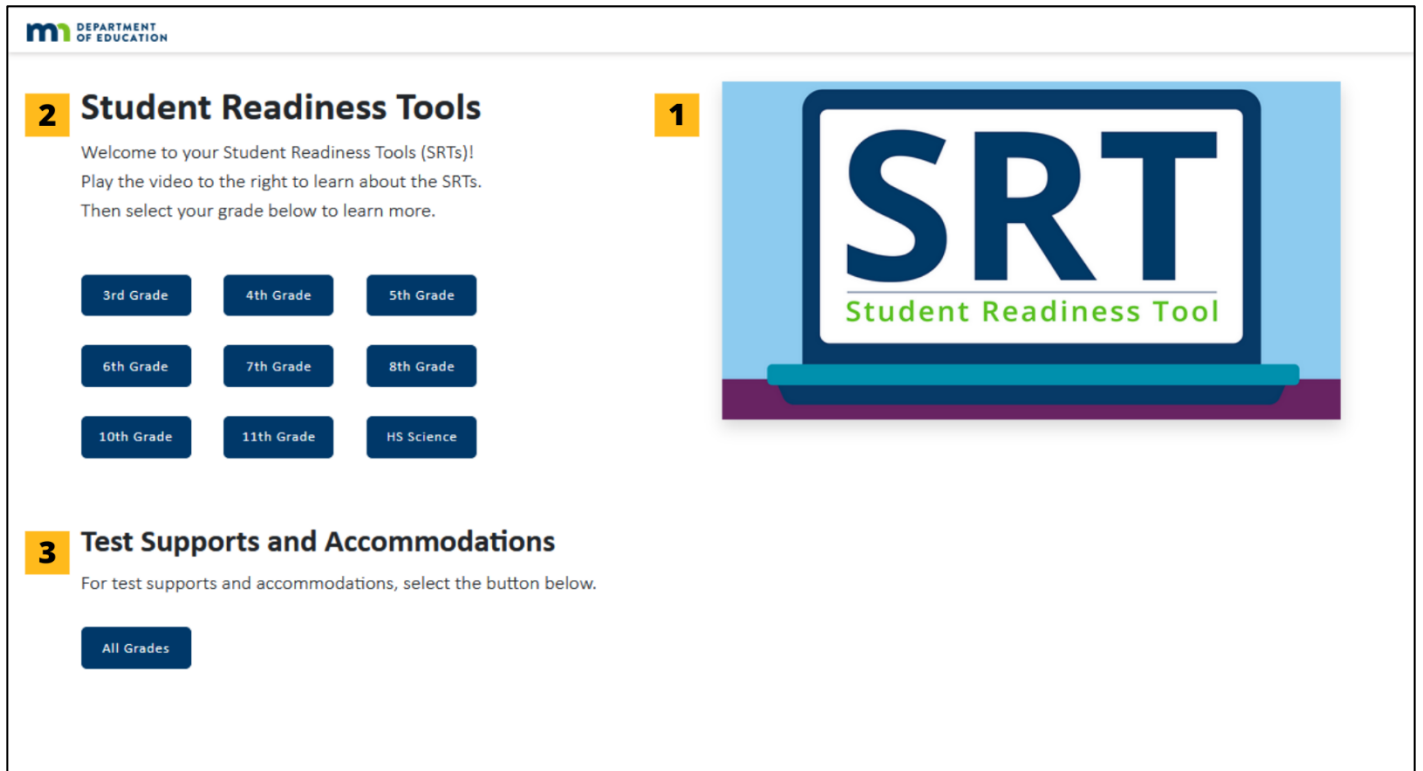 mn DEPARTMENT
OF EDUCATION
2
Student Readiness Tools
Welcome to your Student Readiness Tools (SRTs)!
Play the video to the right to learn about the SRTs.
Then select your grade below to learn more.
3rd Grade 4th Grade 5th Grade
6th Grade 7th Grade 8th Grade
10th Grade 11th Grade HS Science
1
SRT
Student Readiness Tool
3
Test Supports and Accommodations
For test supports and accommodations, select the button below.
All Grades